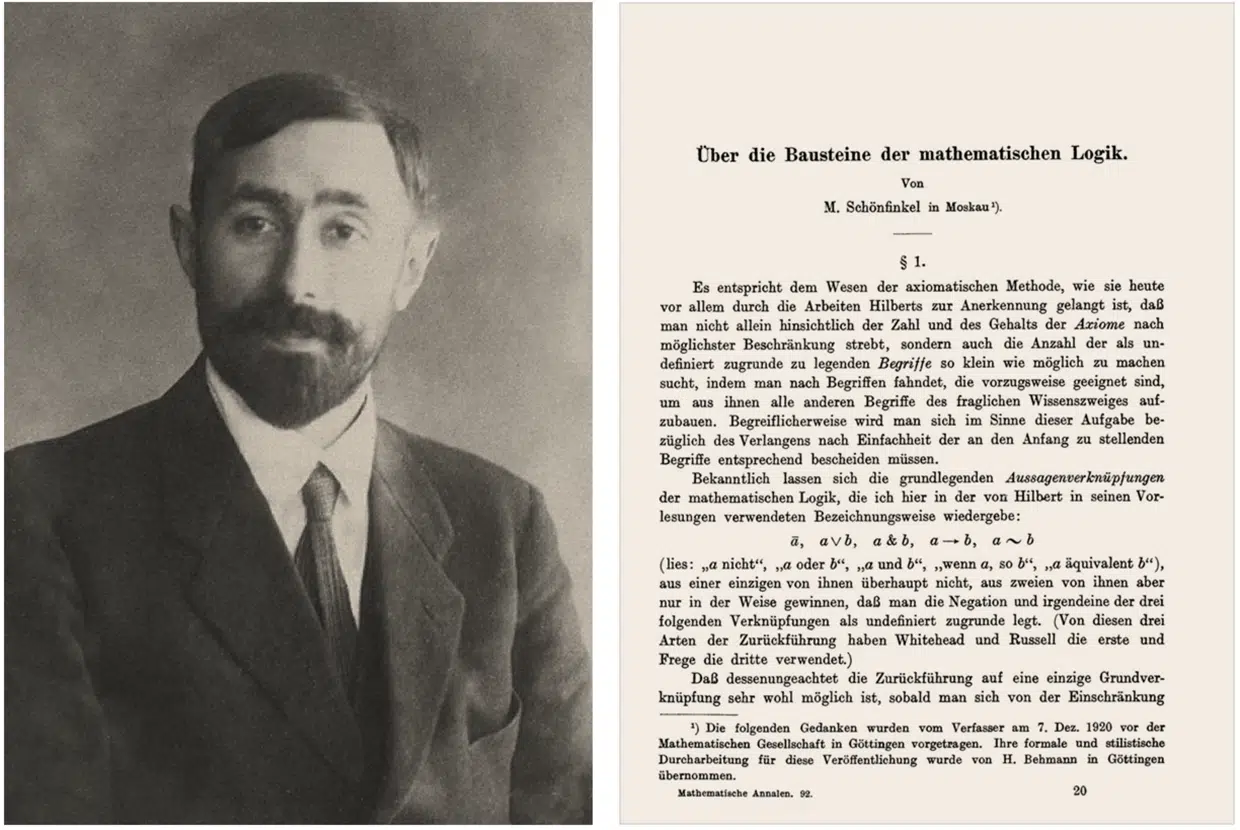 Über die Bausteine der mathematischen Logik.
Von
M. Schönfinkel in Moskau¹).
§ 1.
Es entspricht dem Wesen der axiomatischen Methode, wie sie heute
vor allem durch die Arbeiten Hilberts zur Anerkennung gelangt ist, daß
man nicht allein hinsichtlich der Zahl und des Gehalts der Axiome nach
möglichster Beschränkung strebt, sondern auch die Anzahl der als un-
definiert zugrunde zu legenden Begriffe so klein wie möglich zu machen
sucht, indem man nach Begriffen fahndet, die vorzugsweise geeignet sind,
um aus ihnen alle anderen Begriffe des fraglichen Wissenszweiges auf-
zubauen. Begreiflicherweise wird man sich im Sinne dieser Aufgabe be-
züglich des Verlangens nach Einfachheit der an den Anfang zu stellenden
Begriffe entsprechend bescheiden müssen.
Bekanntlich lassen sich die grundlegenden Aussagenverknüpfungen
der mathematischen Logik, die ich hier in der von Hilbert in seinen Vor-
lesungen verwendeten Bezeichnungsweise wiedergebe:
ā, a ∨ b, a & b, a → b, a ∼ b
(lies: „a nicht“, „a oder b“, „a und b“, „wenn a, so b“, „a äquivalent b“),
aus einer einzigen von ihnen überhaupt nicht, aus zweien von ihnen aber
nur in der Weise gewinnen, daß man die Negation und irgendeine der drei
folgenden Verknüpfungen als undefiniert zugrunde legt. (Von diesen drei
Arten der Zurückführung haben Whitehead und Russell die erste und
Frege die dritte verwendet.)
Daß dessenungeachtet die Zurückführung auf eine einzige Grundver-
knüpfung sehr wohl möglich ist, sobald man sich von der Einschränkung
¹) Die folgenden Gedanken wurden vom Verfasser am 7. Dez. 1920 vor der
Mathematischen Gesellschaft in Göttingen vorgetragen. Ihre formale und stilistische
Durcharbeitung für diese Veröffentlichung wurde von H. Behmann in Göttingen
übernommen.
Mathematische Annalen. 92. 20